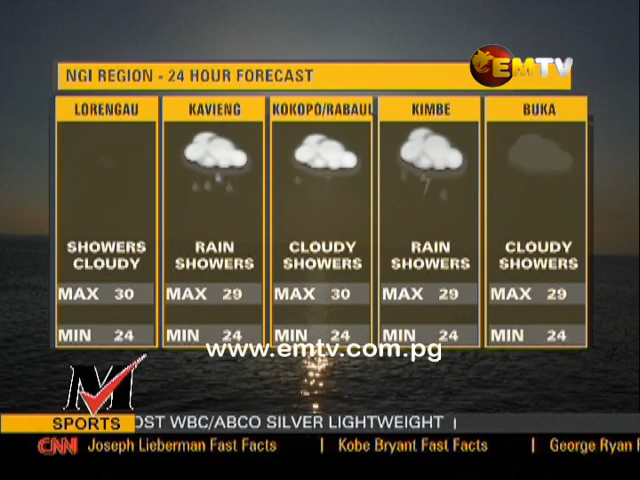 EMTV
NGI REGION - 24 HOUR FORECAST
LORENGAU
SHOWERS
CLOUDY
MAX 30
MIN 24
KAVIENG
RAIN
SHOWERS
MAX 29
MIN 24
KOKOPO/RABAUL
CLOUDY
SHOWERS
MAX 30
MIN 24
KIMBE
RAIN
SHOWERS
MAX 29
MIN 24
BUKA
CLOUDY
SHOWERS
MAX 29
MIN 24
www.emtv.com.pg
M
SPORTS OST WBC/ABCO SILVER LIGHTWEIGHT |
CNN Joseph Lieberman Fast Facts | Kobe Bryant Fast Facts | George Ryan F